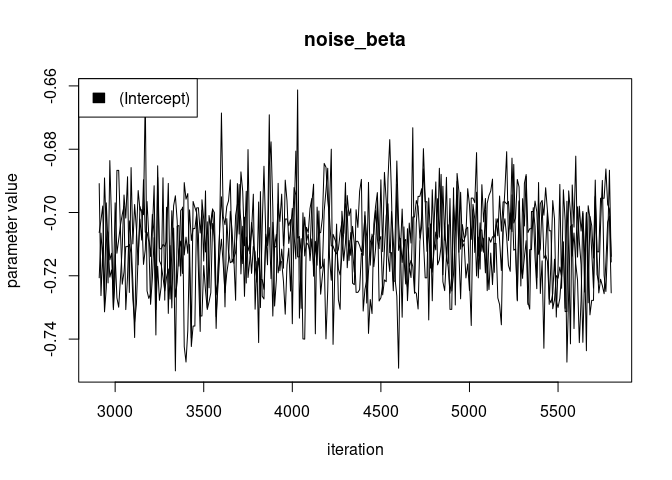 noise_beta
(Intercept)
parameter value
-0.66
-0.68
-0.70
-0.72
-0.74
3000 3500 4000 4500 5000 5500
iteration